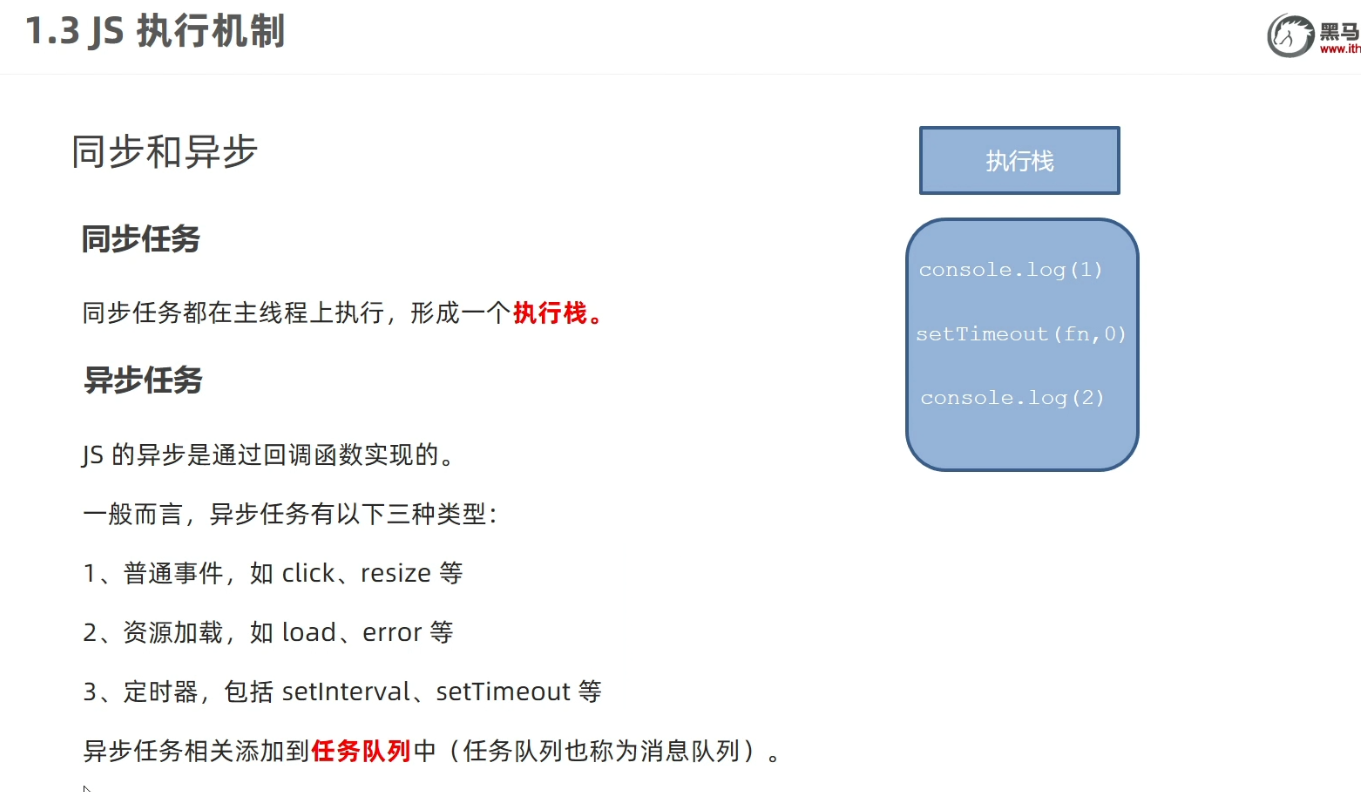 1.3 JS 执行机制
黑马
www.ith
同步和异步
同步任务
同步任务都在主线程上执行，形成一个执行栈。
异步任务
JS 的异步是通过回调函数实现的。
一般而言，异步任务有以下三种类型：
1、普通事件，如 click、resize 等
2、资源加载，如 load、error 等
3、定时器，包括 setInterval、setTimeout 等
异步任务相关添加到任务队列中（任务队列也称为消息队列）。
执行栈
console.log(1)
setTimeout(fn,0)
console.log(2)